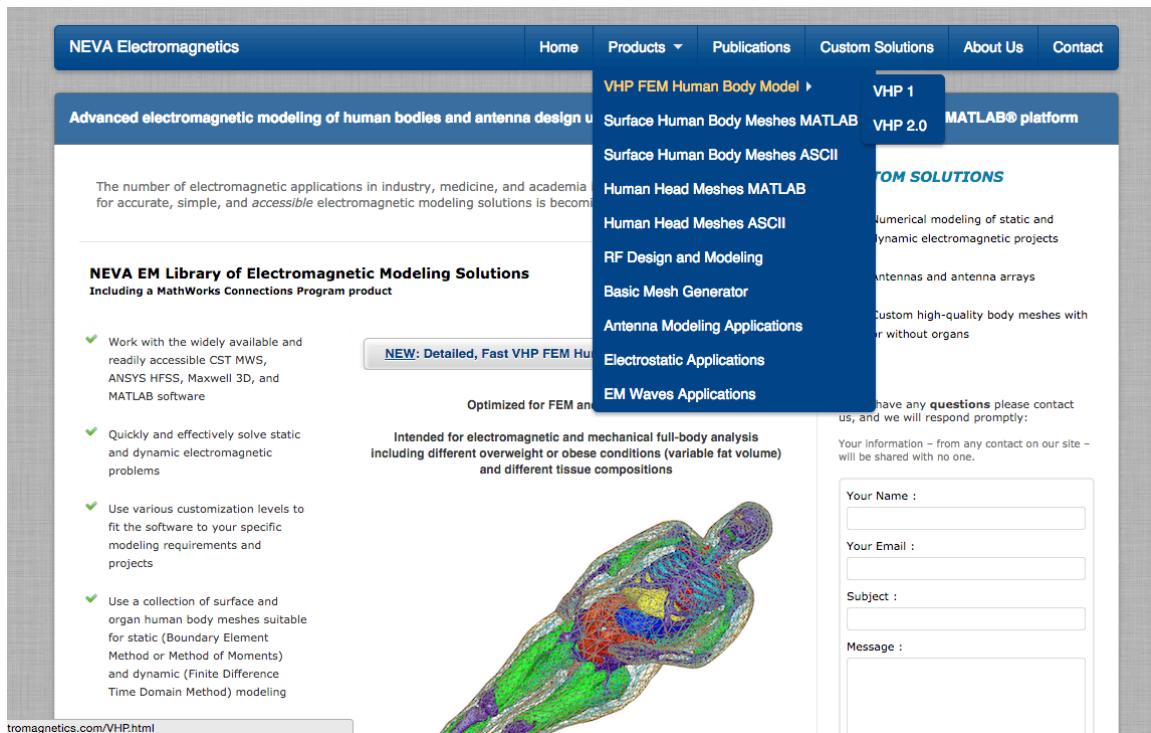 NEVA Electromagnetics
Home
Products
Publications
Custom Solutions
About Us
Contact
VHP FEM Human Body Model
Surface Human Body Meshes MATLAB
Surface Human Body Meshes ASCII
Human Head Meshes MATLAB
Human Head Meshes ASCII
RF Design and Modeling
Basic Mesh Generator
Antenna Modeling Applications
Electrostatic Applications
EM Waves Applications
VHP 1
VHP 2.0
Advanced electromagnetic modeling of human bodies and antenna design u
MATLAB® platform
The number of electromagnetic applications in industry, medicine, and academia
for accurate, simple, and accessible electromagnetic modeling solutions is becomi
NEVA EM Library of Electromagnetic Modeling Solutions
Including a MathWorks Connections Program product
Work with the widely available and
readily accessible CST MWS,
ANSYS HFSS, Maxwell 3D, and
MATLAB software
Quickly and effectively solve static
and dynamic electromagnetic
problems
Use various customization levels to
fit the software to your specific
modeling requirements and
projects
Use a collection of surface and
organ human body meshes suitable
for static (Boundary Element
Method or Method of Moments)
and dynamic (Finite Difference
Time Domain Method) modeling
NEW: Detailed, Fast VHP FEM Hu
Optimized for FEM an
Intended for electromagnetic and mechanical full-body analysis
including different overweight or obese conditions (variable fat volume)
and different tissue compositions
TOM SOLUTIONS
Numerical modeling of static and
dynamic electromagnetic projects
Antennas and antenna arrays
Custom high-quality body meshes with
or without organs
have any questions please contact
us, and we will respond promptly:
Your information – from any contact on our site –
will be shared with no one.
Your Name :
Your Email :
Subject :
Message :
tromagnetics.com/VHP.html